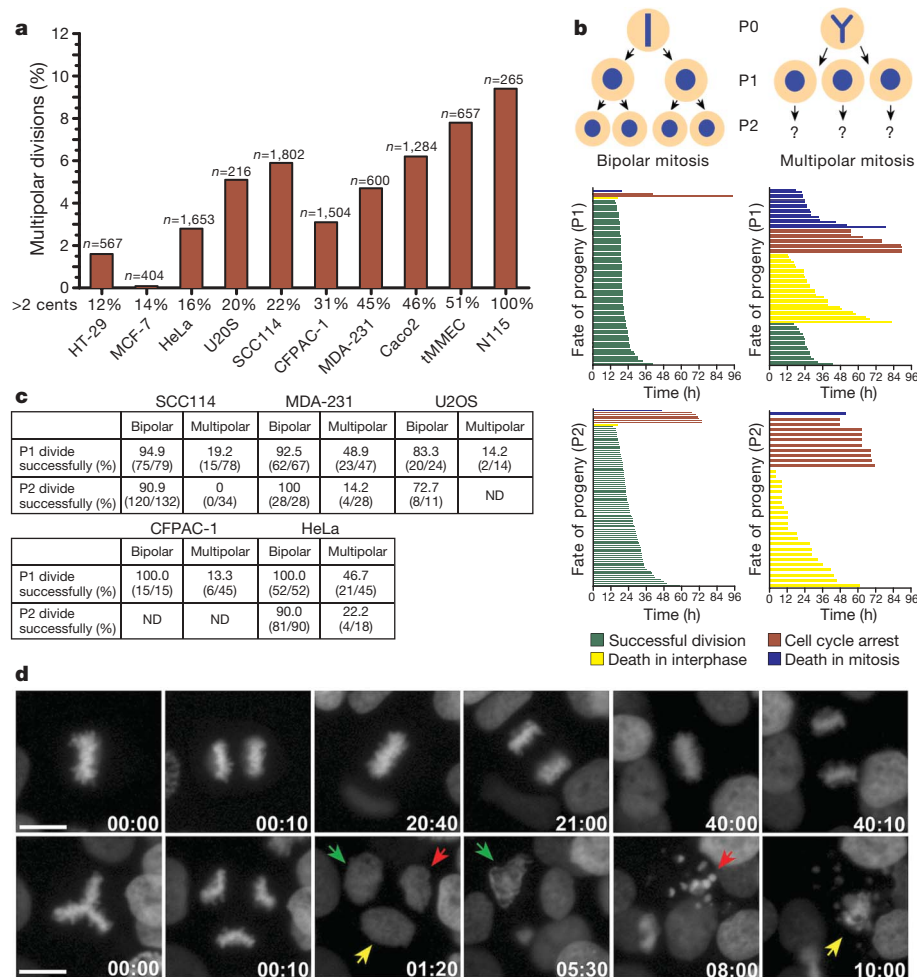 a
Multipolar divisions (%)
12
10
8
6
4
2
0
n=567
n=404
n=1,653
n=216
n=1,802
n=1,504
n=600
n=1,284
n=657
n=265
>2 cents 12% 14% 16% 20% 22% 31% 45% 46% 51% 100%
HT-29 MCF-7 HeLa U20S SCC114 CFPAC-1 MDA-231 Caco2 tMMEC N115
b
P0
P1
P2
? ? ?
Bipolar mitosis
Multipolar mitosis
Fate of progeny (P1)
0 12 24 36 48 60 72 84 96
Time (h)
Fate of progeny (P1)
0 12 24 36 48 60 72 84 96
Time (h)
Fate of progeny (P2)
0 12 24 36 48 60 72 84 96
Time (h)
Fate of progeny (P2)
0 12 24 36 48 60 72 84 96
Time (h)
Successful division
Cell cycle arrest
Death in interphase
Death in mitosis
c
SCC114 MDA-231 U2OS
Bipolar Multipolar Bipolar Multipolar Bipolar Multipolar
P1 divide 94.9 19.2 92.5 48.9 83.3 14.2
successfully (%) (75/79) (15/78) (62/67) (23/47) (20/24) (2/14)
P2 divide 90.9 0 100 14.2 72.7 ND
successfully (%) (120/132) (0/34) (28/28) (4/28) (8/11)
CFPAC-1 HeLa
Bipolar Multipolar Bipolar Multipolar
P1 divide 100.0 13.3 100.0 46.7
successfully (%) (15/15) (6/45) (52/52) (21/45)
P2 divide ND ND 90.0 22.2
successfully (%) (81/90) (4/18)
d
00:00 00:10 20:40 21:00 40:00 40:10
00:00 00:10 01:20 05:30 08:00 10:00